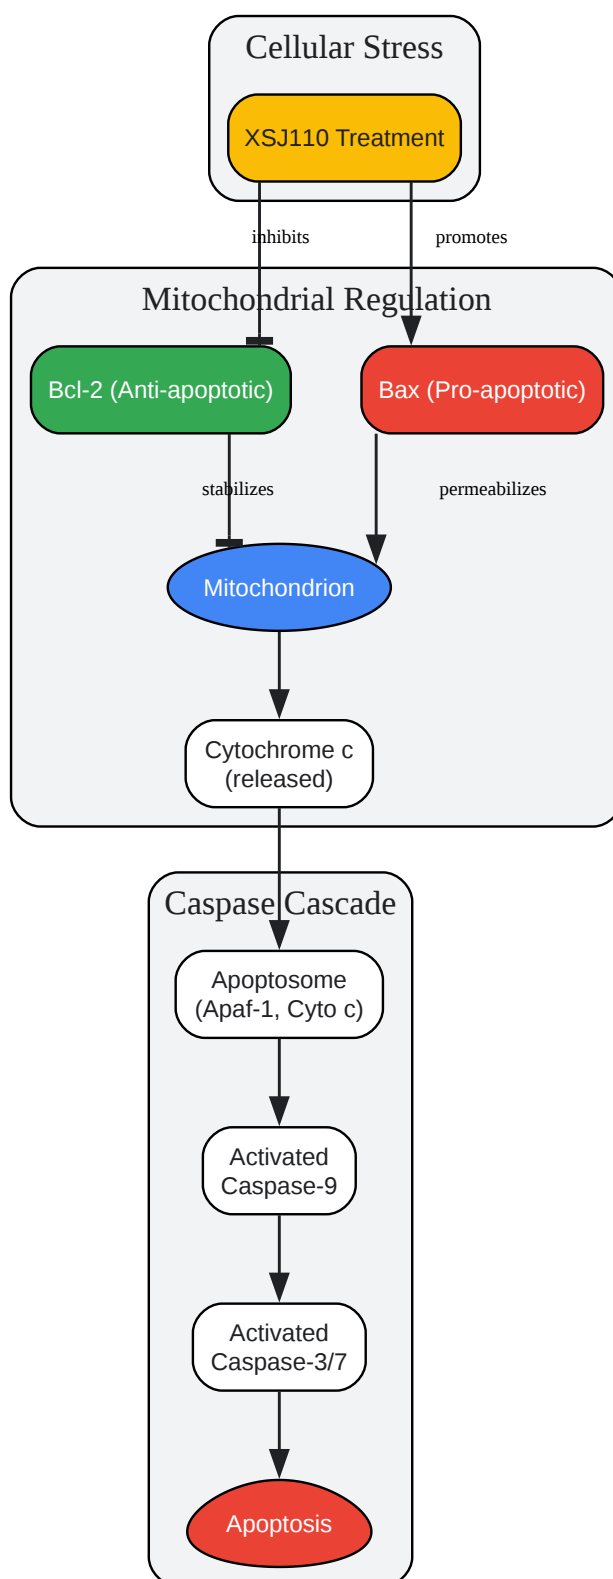 Cellular Stress
XSJ110 Treatment
inhibits
promotes
Mitochondrial Regulation
Bcl-2 (Anti-apoptotic)
Bax (Pro-apoptotic)
stabilizes
permeabilizes
Mitochondrion
Cytochrome c
(released)
Caspase Cascade
Apoptosome
(Apaf-1, Cyto c)
Activated
Caspase-9
Activated
Caspase-3/7
Apoptosis